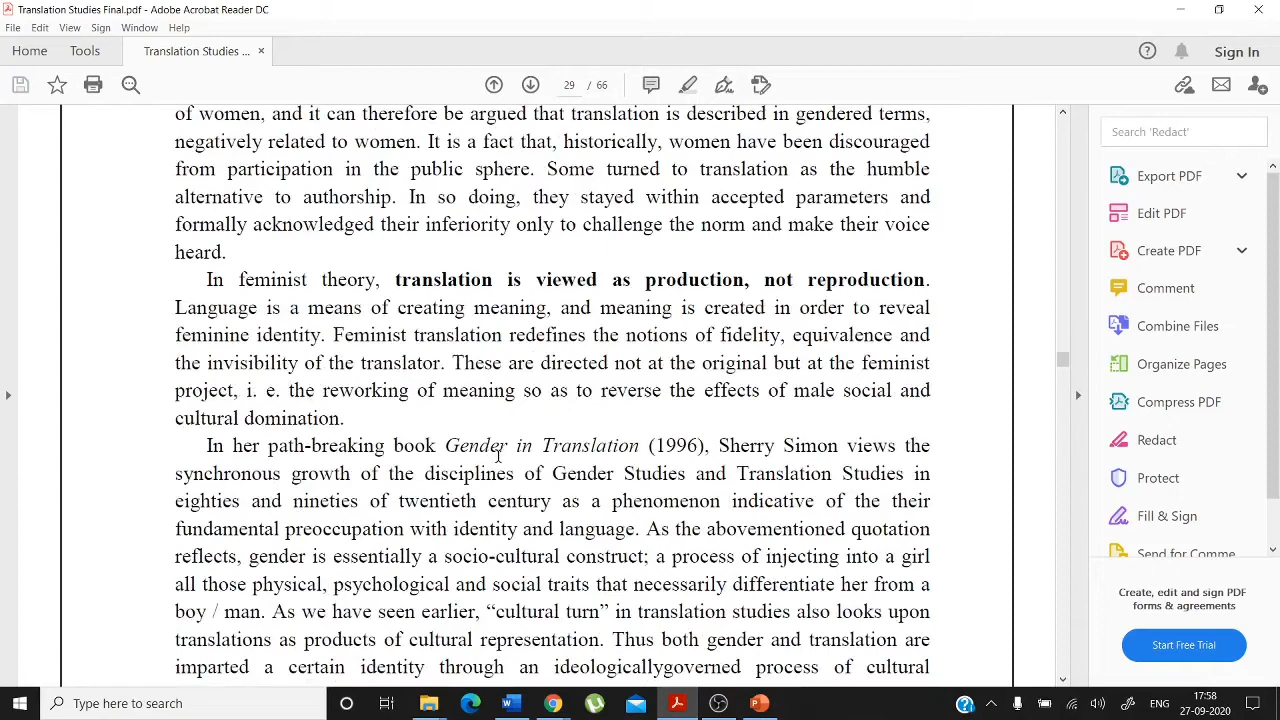 Translation Studies Final.pdf - Adobe Acrobat Reader DC
File Edit View Sign Window Help
Home Tools Translation Studies ... × Sign In
29 / 66
of women, and it can therefore be argued that translation is described in gendered terms,
negatively related to women. It is a fact that, historically, women have been discouraged
from participation in the public sphere. Some turned to translation as the humble
alternative to authorship. In so doing, they stayed within accepted parameters and
formally acknowledged their inferiority only to challenge the norm and make their voice
heard.
In feminist theory, translation is viewed as production, not reproduction.
Language is a means of creating meaning, and meaning is created in order to reveal
feminine identity. Feminist translation redefines the notions of fidelity, equivalence and
the invisibility of the translator. These are directed not at the original but at the feminist
project, i. e. the reworking of meaning so as to reverse the effects of male social and
cultural domination.
In her path-breaking book Gender in Translation (1996), Sherry Simon views the
synchronous growth of the disciplines of Gender Studies and Translation Studies in
eighties and nineties of twentieth century as a phenomenon indicative of the their
fundamental preoccupation with identity and language. As the abovementioned quotation
reflects, gender is essentially a socio-cultural construct; a process of injecting into a girl
all those physical, psychological and social traits that necessarily differentiate her from a
boy / man. As we have seen earlier, “cultural turn” in translation studies also looks upon
translations as products of cultural representation. Thus both gender and translation are
imparted a certain identity through an ideologicallygoverned process of cultural
Search 'Redact'
Export PDF
Edit PDF
Create PDF
Comment
Combine Files
Organize Pages
Compress PDF
Redact
Protect
Fill & Sign
Send for Comme
Create, edit and sign PDF
forms & agreements
Start Free Trial
Type here to search
ENG
17:58
27-09-2020